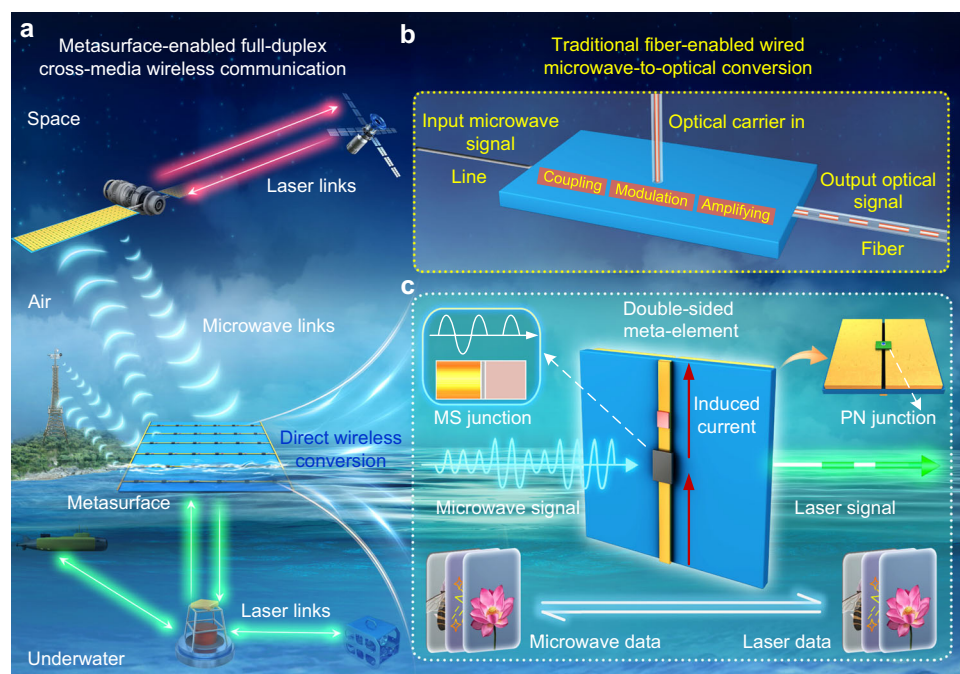 a
Metasurface-enabled full-duplex
cross-media wireless communication
Space
Laser links
Air
Microwave links
Direct wireless
conversion
Metasurface
Laser links
Underwater
b
Traditional fiber-enabled wired
microwave-to-optical conversion
Input microwave
signal
Line
Optical carrier in
Coupling
Modulation
Amplifying
Output optical
signal
Fiber
c
Double-sided
meta-element
MS junction
Induced
current
PN junction
Microwave signal
Laser signal
Microwave data
Laser data